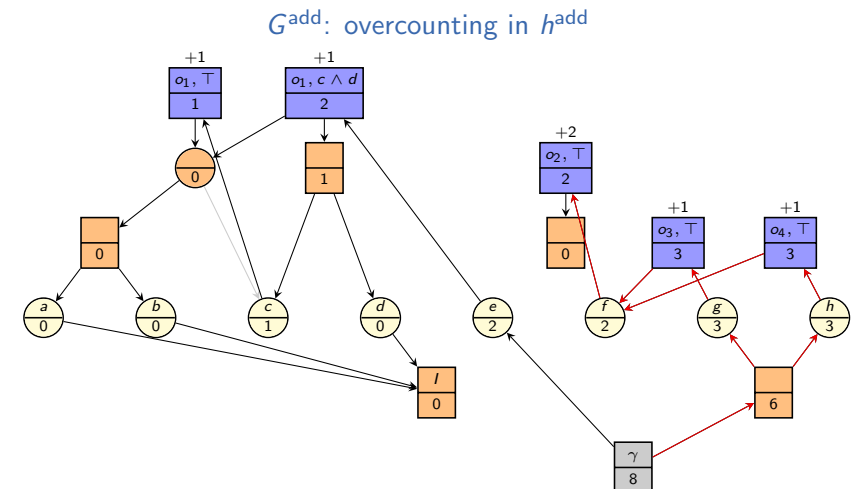 G^add: overcounting in h^add
+1 +1
o₁, ⊤ o₁, c ∧ d
1 2
+2
o₂, ⊤
0 1 2
+1 +1
o₃, ⊤ o₄, ⊤
0 0 3 3
a b c d e f g h
0 0 1 0 2 2 3 3
I
0 6
γ
8